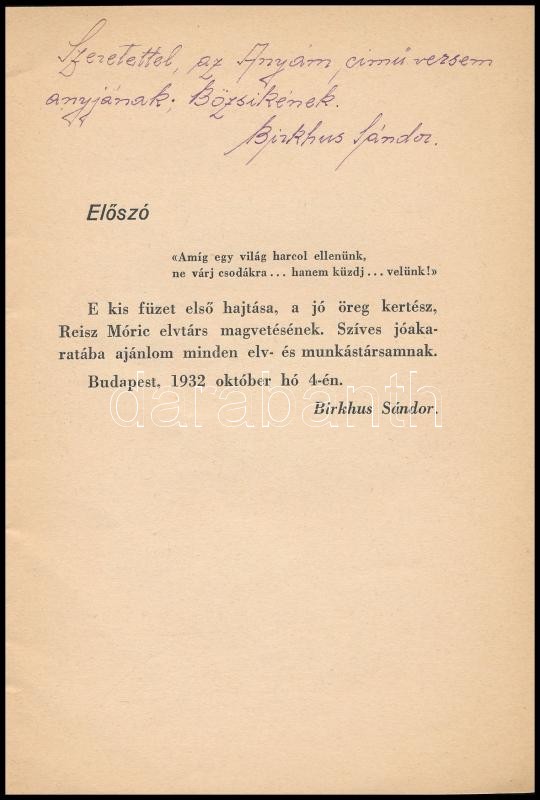 Szeretettel, az Anyám című versem
anyjának; Bözsikének.
Birkhus Sándor.
Előszó
«Amíg egy világ harcol ellenünk,
ne várj csodákra... hanem küzdj... velünk!»
E kis füzet első hajtása, a jó öreg kertész,
Reisz Móric elvtárs magvetésének. Szíves jóaka-
ratába ajánlom minden elv- és munkástársamnak.
Budapest, 1932 október hó 4-én.
darabanth
Birkhus Sándor.